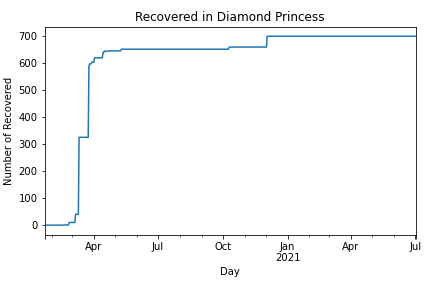 Recovered in Diamond Princess
Number of Recovered
700
600
500
400
300
200
100
0
Apr Jul Oct Jan Apr Jul
2021
Day